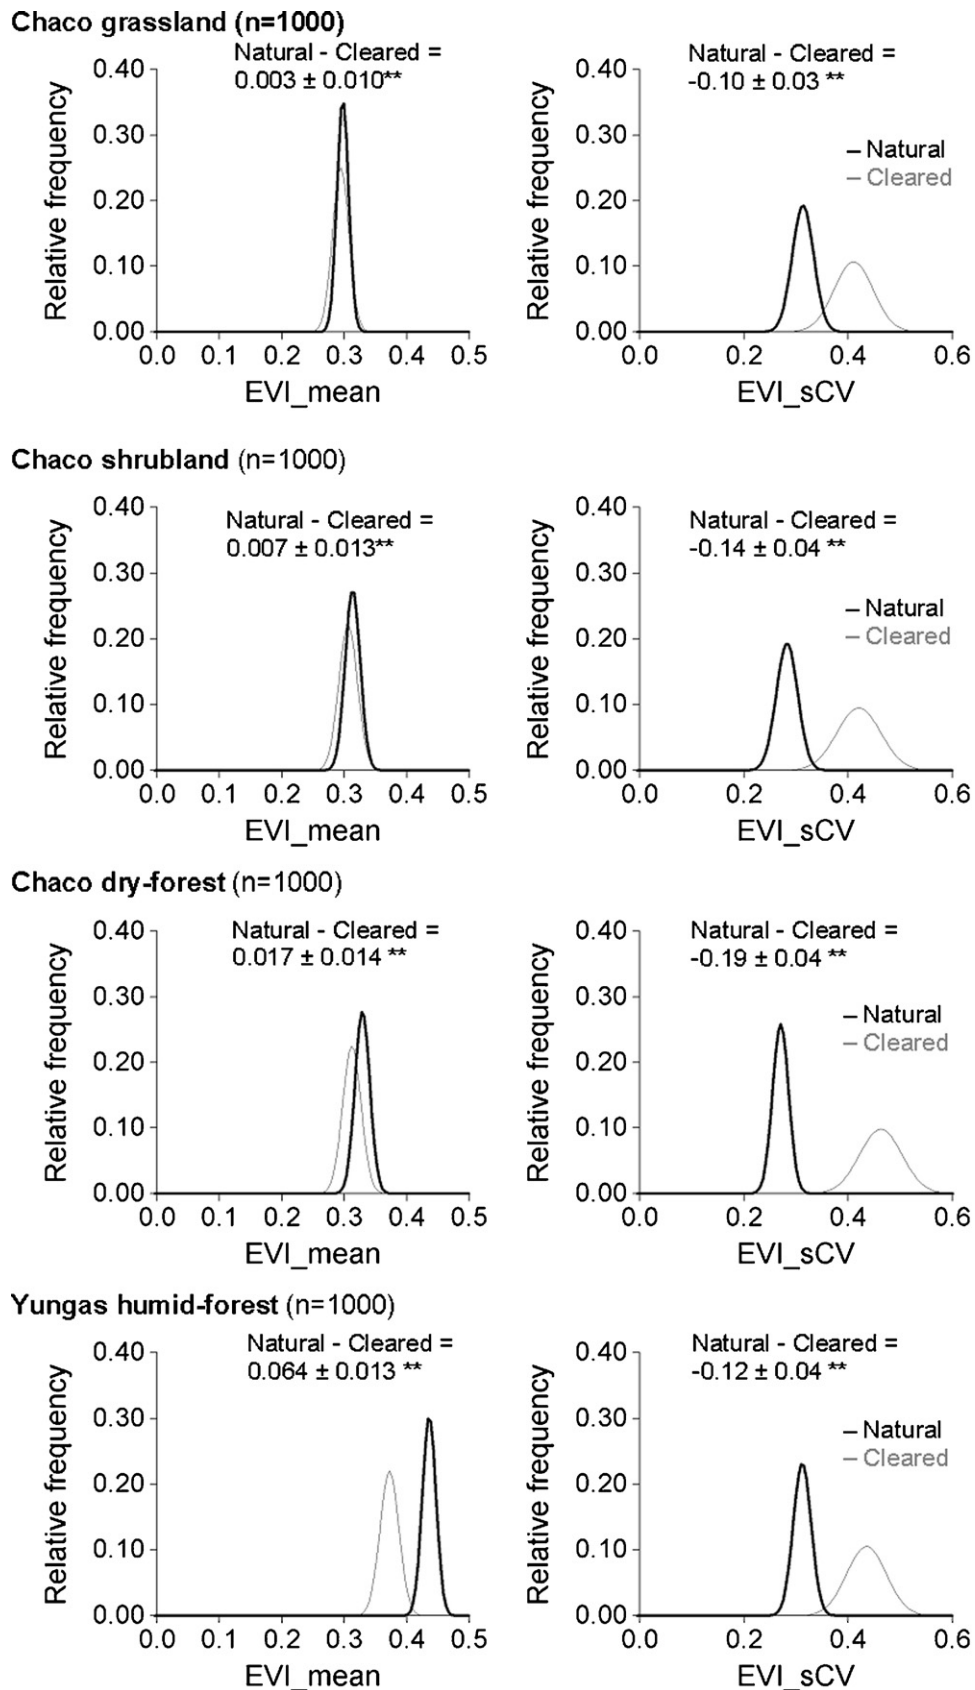 Chaco grassland (n=1000)
Natural - Cleared =
0.003 ± 0.010**
Relative frequency
0.40
0.30
0.20
0.10
0.00
0.0 0.1 0.2 0.3 0.4 0.5
EVI_mean
Natural - Cleared =
-0.10 ± 0.03 **
Relative frequency
0.40
0.30
0.20
0.10
0.00
Natural
Cleared
0.0 0.2 0.4 0.6
EVI_sCV
Chaco shrubland (n=1000)
Natural - Cleared =
0.007 ± 0.013**
Relative frequency
0.40
0.30
0.20
0.10
0.00
0.0 0.1 0.2 0.3 0.4 0.5
EVI_mean
Natural - Cleared =
-0.14 ± 0.04 **
Relative frequency
0.40
0.30
0.20
0.10
0.00
Natural
Cleared
0.0 0.2 0.4 0.6
EVI_sCV
Chaco dry-forest (n=1000)
Natural - Cleared =
0.017 ± 0.014 **
Relative frequency
0.40
0.30
0.20
0.10
0.00
0.0 0.1 0.2 0.3 0.4 0.5
EVI_mean
Natural - Cleared =
-0.19 ± 0.04 **
Relative frequency
0.40
0.30
0.20
0.10
0.00
Natural
Cleared
0.0 0.2 0.4 0.6
EVI_sCV
Yungas humid-forest (n=1000)
Natural - Cleared =
0.064 ± 0.013 **
Relative frequency
0.40
0.30
0.20
0.10
0.00
0.0 0.1 0.2 0.3 0.4 0.5
EVI_mean
Natural - Cleared =
-0.12 ± 0.04 **
Relative frequency
0.40
0.30
0.20
0.10
0.00
Natural
Cleared
0.0 0.2 0.4 0.6
EVI_sCV